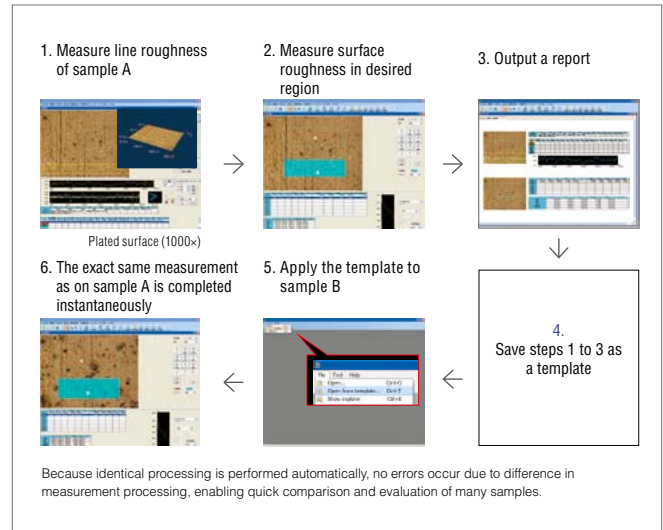 1. Measure line roughness
of sample A
2. Measure surface
roughness in desired
region
3. Output a report
Plated surface (1000×)
4.
Save steps 1 to 3 as
a template
5. Apply the template to
sample B
File Tool Help
Open... Ctrl+O
Open from template... Ctrl+T
Show explorer Ctrl+E
6. The exact same measurement
as on sample A is completed
instantaneously
Because identical processing is performed automatically, no errors occur due to difference in
measurement processing, enabling quick comparison and evaluation of many samples.